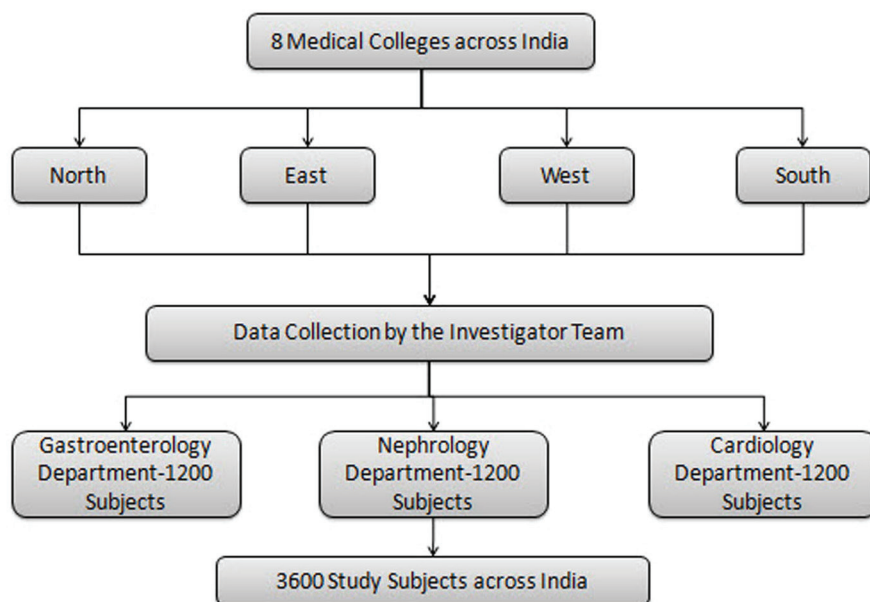 8 Medical Colleges across India
North
East
West
South
Data Collection by the Investigator Team
Gastroenterology
Department-1200
Subjects
Nephrology
Department-1200
Subjects
Cardiology
Department-1200
Subjects
3600 Study Subjects across India